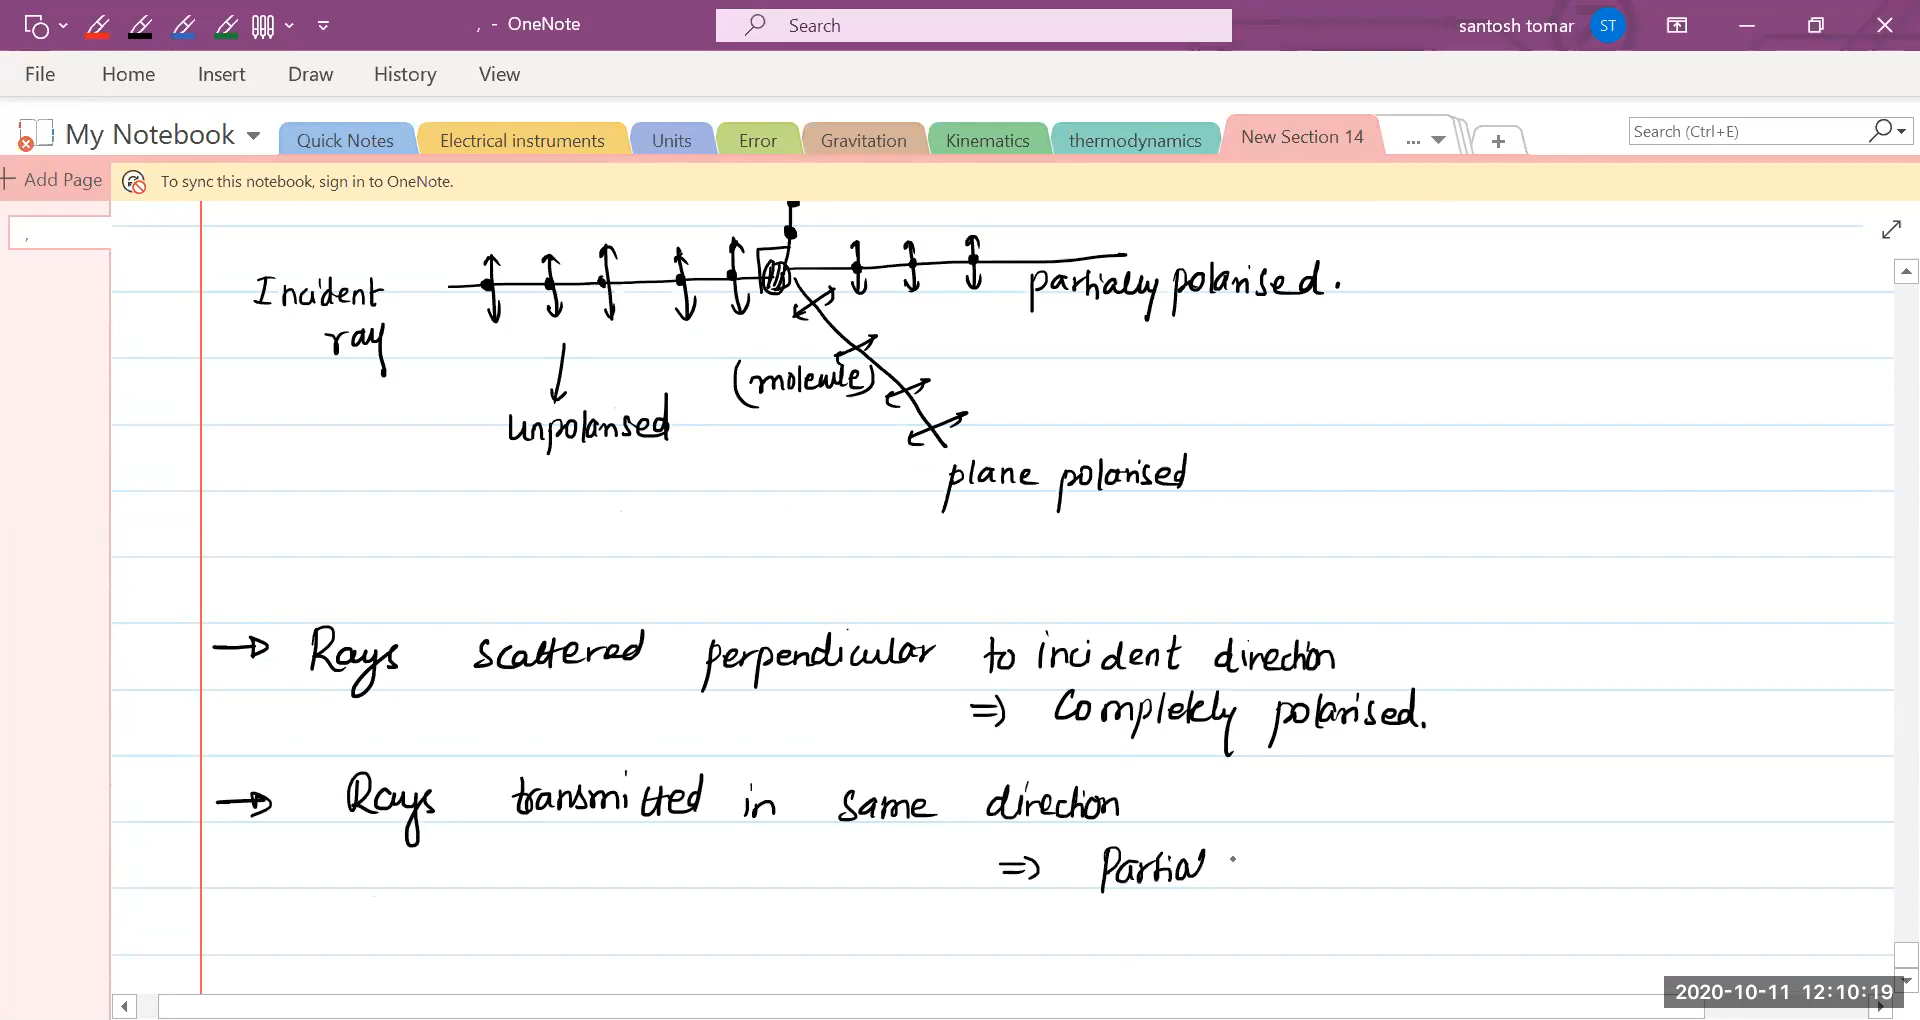 , - OneNote
Search
santosh tomar
ST
File Home Insert Draw History View
My Notebook
Quick Notes
Electrical instruments
Units
Error
Gravitation
Kinematics
thermodynamics
New Section 14
...
Search (Ctrl+E)
Add Page
To sync this notebook, sign in to OneNote.
,
Incident
ray
partially polarised.
(molecule)
unpolarised
plane polarised
→ Rays scattered perpendicular to incident direction
⇒ Completely polarised.
→ Rays transmitted in same direction
⇒ Partial
2020-10-11 12:10:19